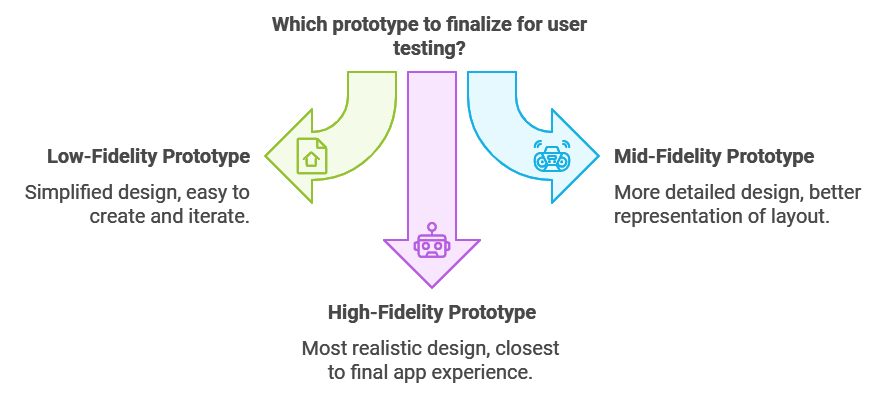 Which prototype to finalize for user
testing?
Low-Fidelity Prototype
Simplified design, easy to
create and iterate.
Mid-Fidelity Prototype
More detailed design, better
representation of layout.
High-Fidelity Prototype
Most realistic design, closest
to final app experience.